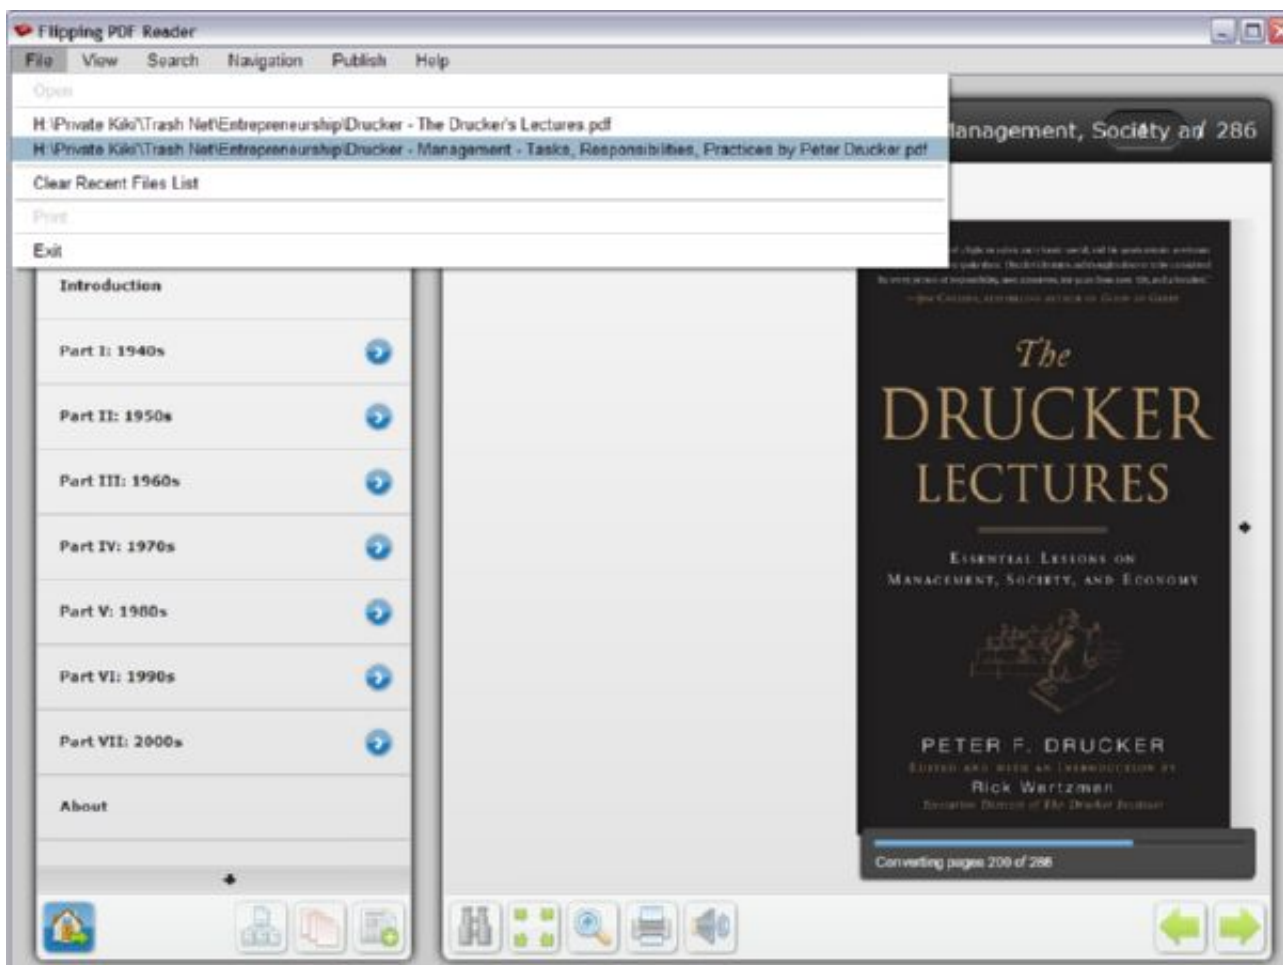 Flipping PDF Reader
File View Search Navigation Publish Help
Open
H:\Private Kiki'\Trash Net\Entrepreneurship\Drucker - The Drucker's Lectures.pdf
H:\Private Kiki'\Trash Net\Entrepreneurship\Drucker - Management - Tasks, Responsibilities, Practices by Peter Drucker.pdf
Clear Recent Files List
Print
Exit
Management, Society an / 286
Introduction
Part I: 1940s
Part II: 1950s
Part III: 1960s
Part IV: 1970s
Part V: 1980s
Part VI: 1990s
Part VII: 2000s
About
The
DRUCKER
LECTURES
ESSENTIAL LESSONS ON
MANAGEMENT, SOCIETY, AND ECONOMY
PETER F. DRUCKER
EDITED AND WITH AN INTRODUCTION BY
Rick Wartzman
Executive Director of The Drucker Institute
Converting pages 200 of 286